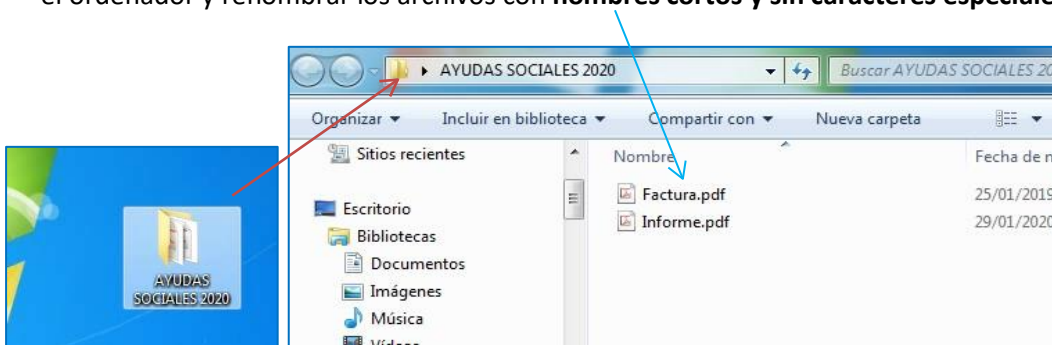 el ordenador y renombrar los archivos con nombres cortos y sin caracteres especiale
AYUDAS SOCIALES 2020
Buscar AYUDAS SOCIALES 20
Organizar
Incluir en biblioteca
Compartir con
Nueva carpeta
Sitios recientes
Nombre
Fecha de n
Factura.pdf
25/01/2019
Escritorio
Informe.pdf
29/01/2020
Bibliotecas
Documentos
Imágenes
Música
AYUDAS
SOCIALES 2020